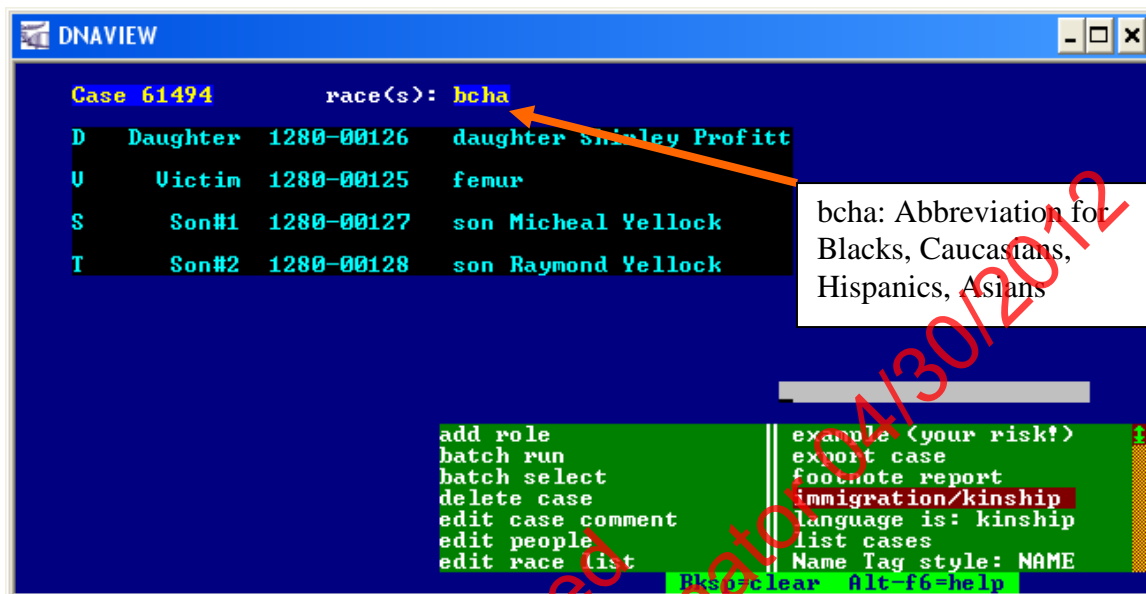 DNAVIEW
Case 61494 race(s): bcha
D Daughter 1280-00126 daughter Shirley Profitt
V Victim 1280-00125 femur
S Son#1 1280-00127 son Micheal Yellock
T Son#2 1280-00128 son Raymond Yellock
bcha: Abbreviation for
Blacks, Caucasians,
Hispanics, Asians
add role
batch run
batch select
delete case
edit case comment
edit people
edit race list
example (your risk!)
export case
footnote report
immigration/kinship
language is: kinship
list cases
Name Tag style: NAME
Bksp=clear Alt-f6=help
04/30/2012